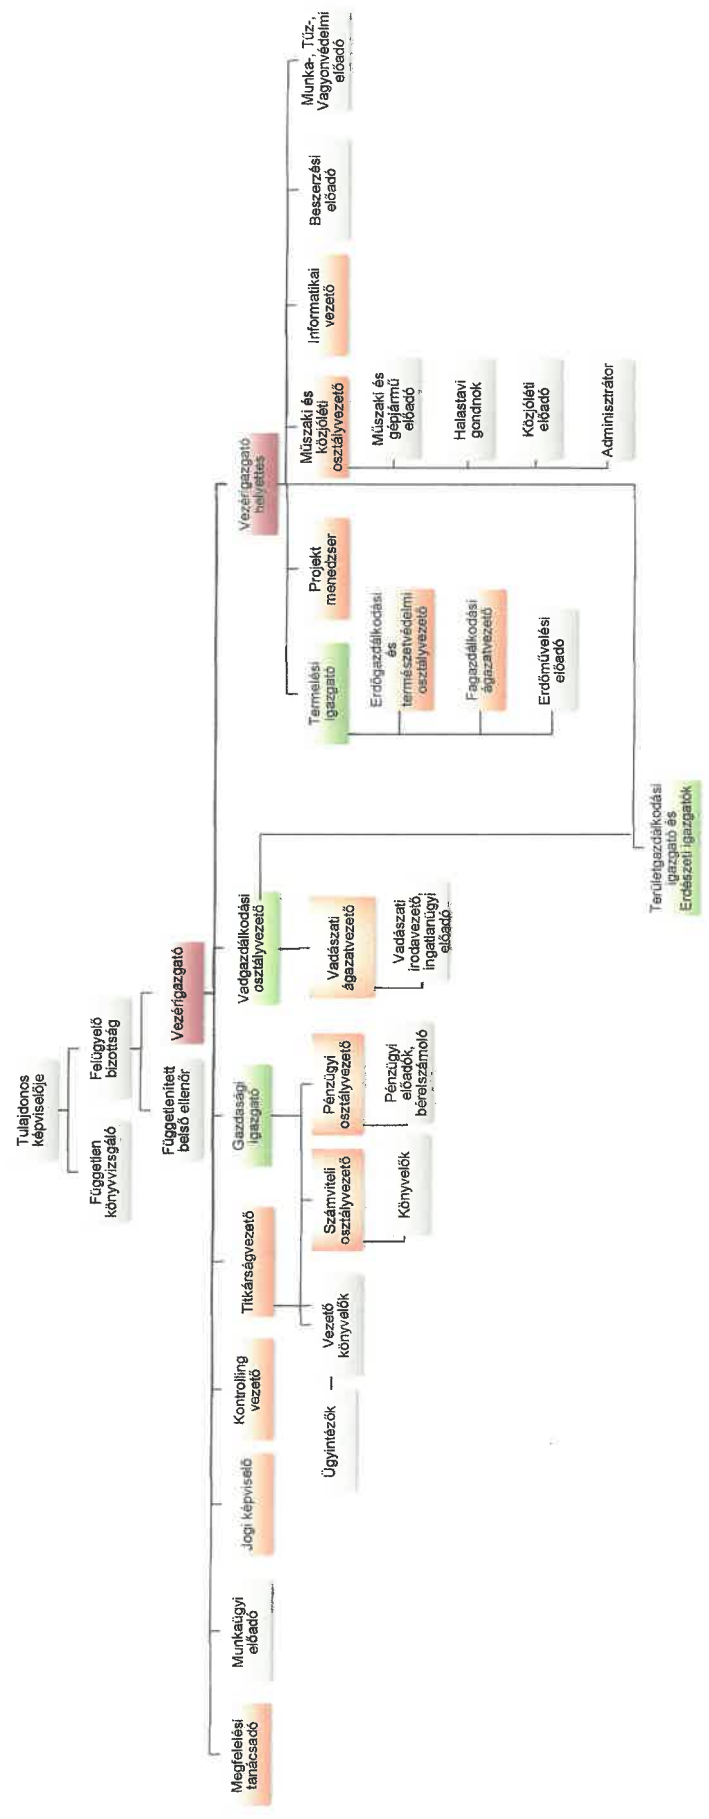 Tulajdonos
képviselője
Független
könyvvizsgáló
Felügyelő
bizottság
Függetlenített
belső ellenőr
Vezérigazgató
Megfelelési
tanácsadó
Munkaügyi
előadó
Jogi képviselő
Kontrolling
vezető
Titkárságvezető
Gazdasági
igazgató
Vadgazdálkodási
osztályvezető
Vezérigazgató
helyettes
Ügyintézők
Vezető
könyvelők
Számviteli
osztályvezető
Könyvelők
Pénzügyi
osztályvezető
Pénzügyi
előadók,
bérelszámoló
Vadászati
ágazatvezető
Vadászati
irodavezető,
ingatlanügyi
előadó
Termelési
igazgató
Erdőgazdálkodási
és
természetvédelmi
osztályvezető
Fagazdálkodási
ágazatvezető
Erdőművelési
előadó
Projekt
menedzser
Műszaki és
közjóléti
osztályvezető
Műszaki és
gépjármű
előadó
Halastavi
gondnok
Közjóléti
előadó
Adminisztrátor
Informatikai
vezető
Beszerzési
előadó
Munka-, Tűz-,
Vagyonvédelmi
előadó
Területgazdálkodási
igazgató és
Erdészeti igazgatók